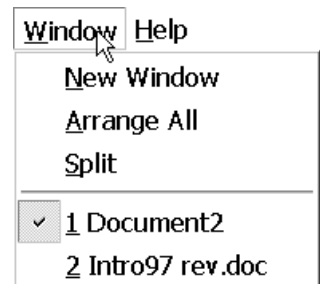 Window Help
New Window
Arrange All
Split
1 Document2
2 Intro97 rev.doc